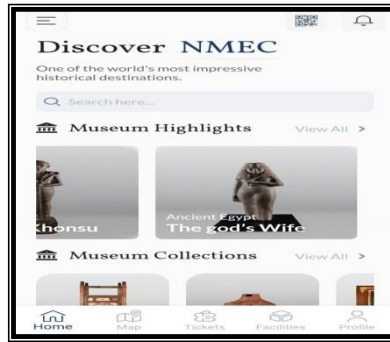 Discover NMEC
One of the world's most impressive
historical destinations.
Search here...
Museum Highlights View All >
Khonsu
Ancient Egypt
The god's Wife
Museum Collections View All >
Home Map Tickets Facilities Profile